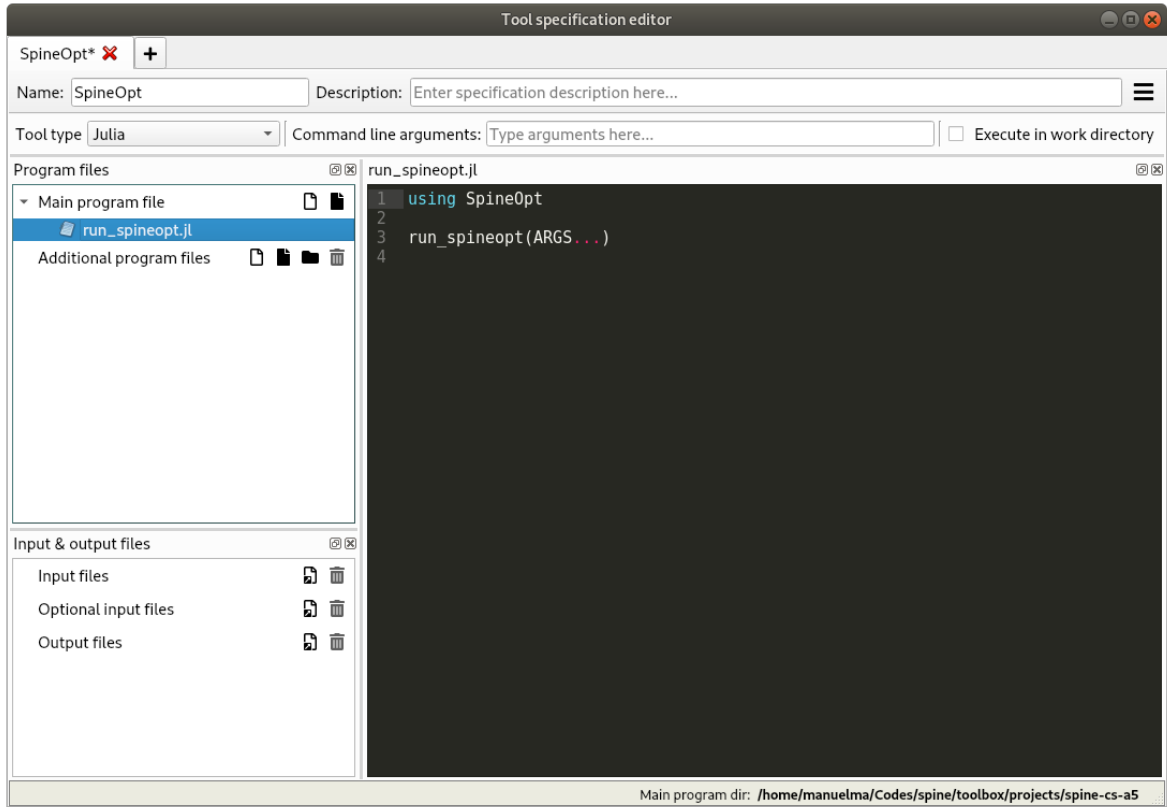 Tool specification editor
SpineOpt*
Name: SpineOpt Description: Enter specification description here...
Tool type Julia Command line arguments: Type arguments here... Execute in work directory
Program files
Main program file
run_spineopt.jl
Additional program files
Input & output files
Input files
Optional input files
Output files
run_spineopt.jl
1 using SpineOpt
2
3 run_spineopt(ARGS...)
4
Main program dir: /home/manuelma/Codes/spine/toolbox/projects/spine-cs-a5